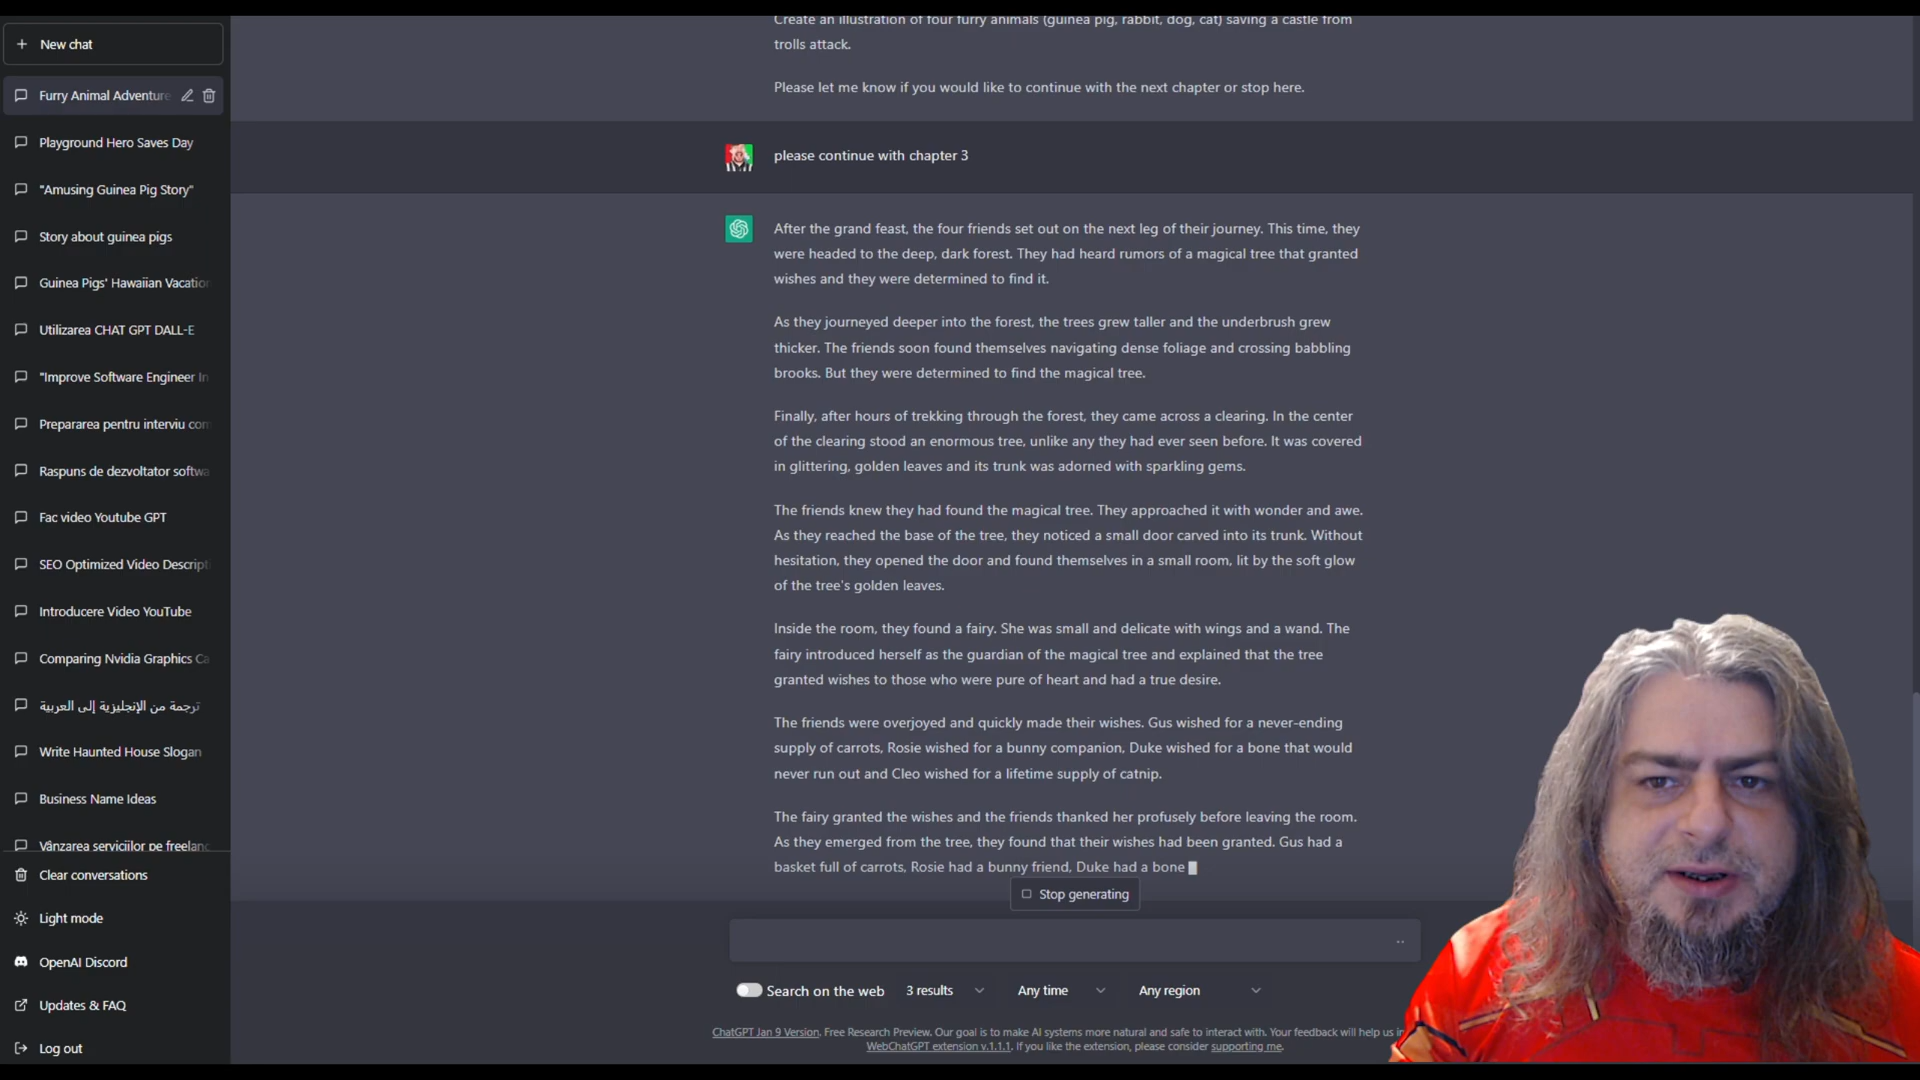 New chat
Furry Animal Adventure
Playground Hero Saves Day
"Amusing Guinea Pig Story"
Story about guinea pigs
Guinea Pigs' Hawaiian Vacation
Utilizarea CHAT GPT DALL-E
"Improve Software Engineer In
Prepararea pentru interviu com
Raspuns de dezvoltator softwa
Fac video Youtube GPT
SEO Optimized Video Descript
Introducere Video YouTube
Comparing Nvidia Graphics Ca
ترجمة من الإنجليزية إلى العربية
Write Haunted House Slogan
Business Name Ideas
Vânzarea serviciilor pe freelanc
Clear conversations
Light mode
OpenAI Discord
Updates & FAQ
Log out
Create an illustration of four furry animals (guinea pig, rabbit, dog, cat) saving a castle from
trolls attack.
Please let me know if you would like to continue with the next chapter or stop here.
please continue with chapter 3
After the grand feast, the four friends set out on the next leg of their journey. This time, they
were headed to the deep, dark forest. They had heard rumors of a magical tree that granted
wishes and they were determined to find it.
As they journeyed deeper into the forest, the trees grew taller and the underbrush grew
thicker. The friends soon found themselves navigating dense foliage and crossing babbling
brooks. But they were determined to find the magical tree.
Finally, after hours of trekking through the forest, they came across a clearing. In the center
of the clearing stood an enormous tree, unlike any they had ever seen before. It was covered
in glittering, golden leaves and its trunk was adorned with sparkling gems.
The friends knew they had found the magical tree. They approached it with wonder and awe.
As they reached the base of the tree, they noticed a small door carved into its trunk. Without
hesitation, they opened the door and found themselves in a small room, lit by the soft glow
of the tree's golden leaves.
Inside the room, they found a fairy. She was small and delicate with wings and a wand. The
fairy introduced herself as the guardian of the magical tree and explained that the tree
granted wishes to those who were pure of heart and had a true desire.
The friends were overjoyed and quickly made their wishes. Gus wished for a never-ending
supply of carrots, Rosie wished for a bunny companion, Duke wished for a bone that would
never run out and Cleo wished for a lifetime supply of catnip.
The fairy granted the wishes and the friends thanked her profusely before leaving the room.
As they emerged from the tree, they found that their wishes had been granted. Gus had a
basket full of carrots, Rosie had a bunny friend, Duke had a bone
Stop generating
Search on the web 3 results Any time Any region
ChatGPT Jan 9 Version. Free Research Preview. Our goal is to make AI systems more natural and safe to interact with. Your feedback will help us im
WebChatGPT extension v.1.1.1. If you like the extension, please consider supporting me.